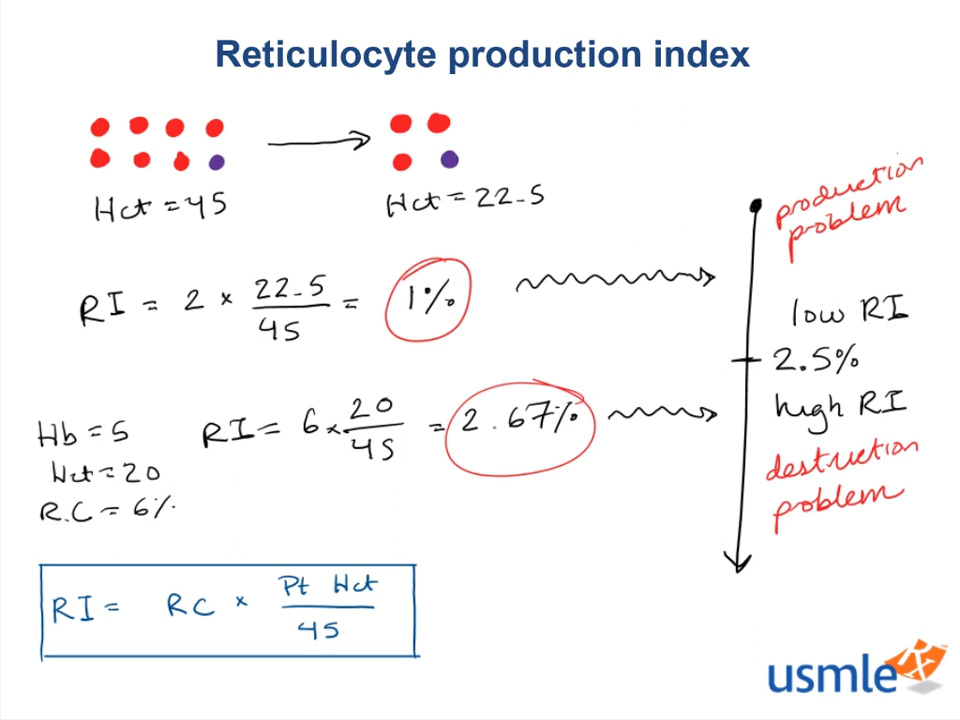 Reticulocyte production index
Hct = 45
Hct = 22.5
production
problem
RI = 2 × 22.5 / 45 = 1%
low RI
2.5%
high RI
destruction
problem
Hb = 5
Hct = 20
R.C = 6%
RI = 6 × 20 / 45 = 2.67%
RI = RC × Pt Hct / 45
usmle Rx